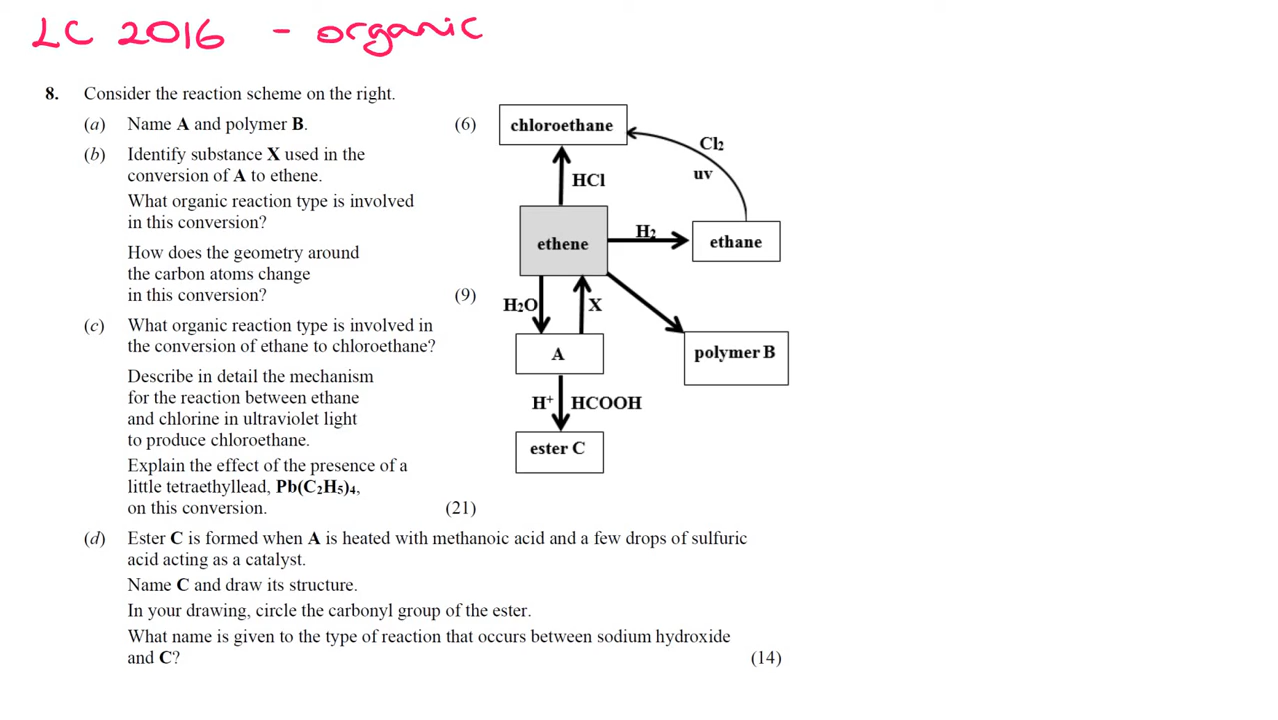 LC 2016 - organic
8. Consider the reaction scheme on the right.
(a) Name A and polymer B. (6)
(b) Identify substance X used in the
conversion of A to ethene.
What organic reaction type is involved
in this conversion?
How does the geometry around
the carbon atoms change
in this conversion? (9)
(c) What organic reaction type is involved in
the conversion of ethane to chloroethane?
Describe in detail the mechanism
for the reaction between ethane
and chlorine in ultraviolet light
to produce chloroethane.
Explain the effect of the presence of a
little tetraethyllead, Pb(C₂H₅)₄,
on this conversion. (21)
chloroethane
Cl₂
uv
HCl
ethene
H₂
ethane
H₂O
X
A
polymer B
H⁺ HCOOH
ester C
(d) Ester C is formed when A is heated with methanoic acid and a few drops of sulfuric
acid acting as a catalyst.
Name C and draw its structure.
In your drawing, circle the carbonyl group of the ester.
What name is given to the type of reaction that occurs between sodium hydroxide
and C? (14)